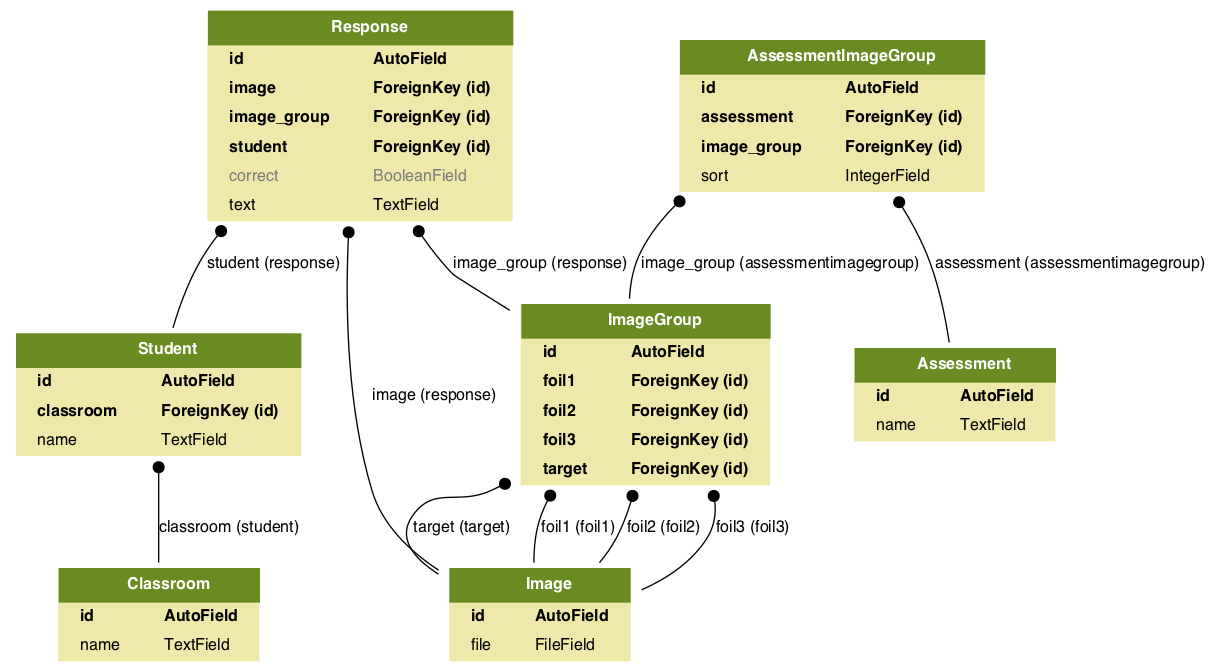 Response
id AutoField
image ForeignKey (id)
image_group ForeignKey (id)
student ForeignKey (id)
correct BooleanField
text TextField
AssessmentImageGroup
id AutoField
assessment ForeignKey (id)
image_group ForeignKey (id)
sort IntegerField
student (response)
image_group (response)
image_group (assessmentimagegroup)
assessment (assessmentimagegroup)
Student
id AutoField
classroom ForeignKey (id)
name TextField
image (response)
ImageGroup
id AutoField
foil1 ForeignKey (id)
foil2 ForeignKey (id)
foil3 ForeignKey (id)
target ForeignKey (id)
Assessment
id AutoField
name TextField
classroom (student)
target (target)
foil1 (foil1)
foil2 (foil2)
foil3 (foil3)
Classroom
id AutoField
name TextField
Image
id AutoField
file FileField